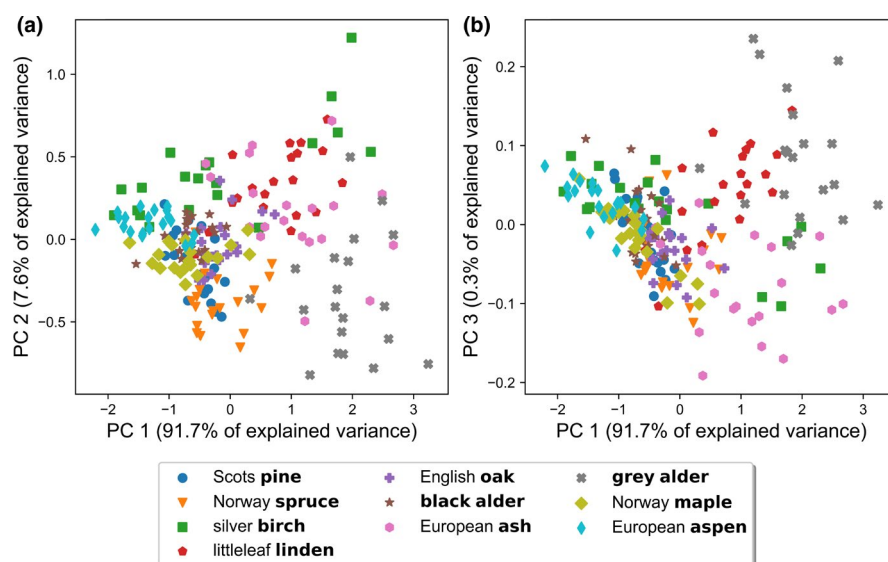 (a)
(b)
1.0
0.5
0.0
−0.5
PC 2 (7.6% of explained variance)
−2 −1 0 1 2 3
PC 1 (91.7% of explained variance)
0.2
0.1
0.0
−0.1
−0.2
PC 3 (0.3% of explained variance)
−2 −1 0 1 2 3
PC 1 (91.7% of explained variance)
Scots pine
Norway spruce
silver birch
littleleaf linden
English oak
black alder
European ash
grey alder
Norway maple
European aspen